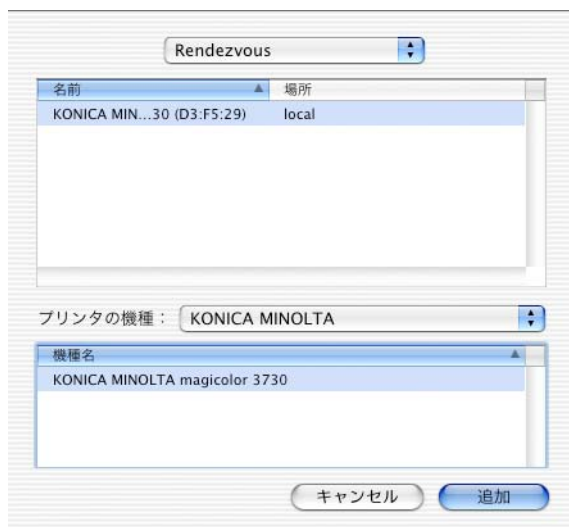 Rendezvous
名前 場所
KONICA MIN...30 (D3:F5:29) local
プリンタの機種： KONICA MINOLTA
機種名
KONICA MINOLTA magicolor 3730
キャンセル 追加